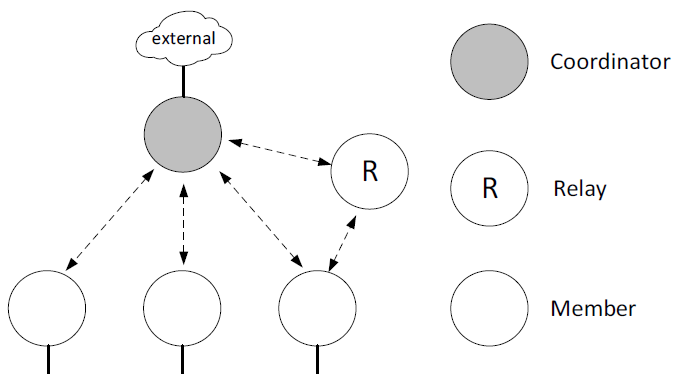 external
Coordinator
R
R
Relay
Member